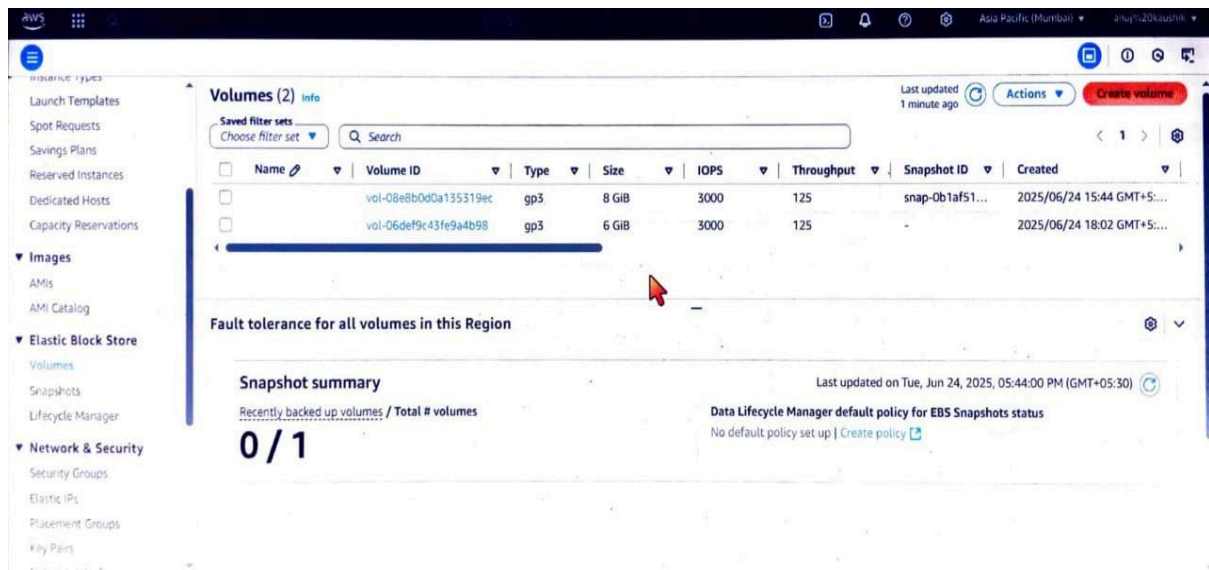 aws
Asia Pacific (Mumbai) anuj%20kaushik
Instance Types
Launch Templates
Spot Requests
Savings Plans
Reserved Instances
Dedicated Hosts
Capacity Reservations
Images
AMIs
AMI Catalog
Elastic Block Store
Volumes
Snapshots
Lifecycle Manager
Network & Security
Security Groups
Elastic IPs
Placement Groups
Key Pairs
Volumes (2) Info
Last updated
1 minute ago
Actions
Create volume
Saved filter sets
Choose filter set
Search
1
Name Volume ID Type Size IOPS Throughput Snapshot ID Created
vol-08e8b0d0a135319ec gp3 8 GiB 3000 125 snap-0b1af51... 2025/06/24 15:44 GMT+5:...
vol-06def9c43fe9a4b98 gp3 6 GiB 3000 125 - 2025/06/24 18:02 GMT+5:...
Fault tolerance for all volumes in this Region
Snapshot summary
Last updated on Tue, Jun 24, 2025, 05:44:00 PM (GMT+05:30)
Recently backed up volumes / Total # volumes
0 / 1
Data Lifecycle Manager default policy for EBS Snapshots status
No default policy set up | Create policy